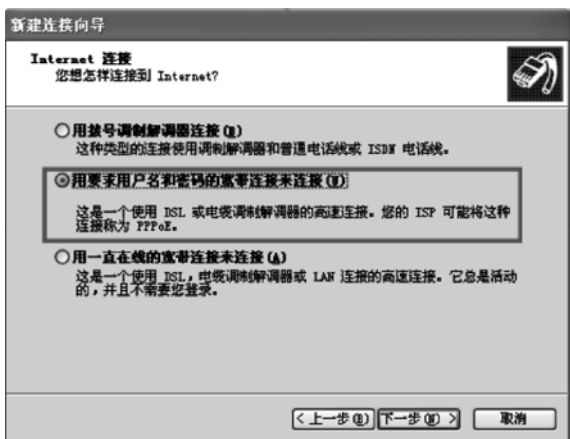 新建连接向导
Internet 连接
您想怎样连接到 Internet?
用拨号调制解调器连接(D)
这种类型的连接使用调制解调器和普通电话线或 ISDN 电话线。
用要求用户名和密码的宽带连接来连接(U)
这是一个使用 DSL 或电缆调制解调器的高速连接。您的 ISP 可能将这种
连接称为 PPPoE。
用一直在线的宽带连接来连接(A)
这是一个使用 DSL，电缆调制解调器或 LAN 连接的高速连接。它总是活动
的，并且不需要您登录。
<上一步(B) 下一步(N)> 取消